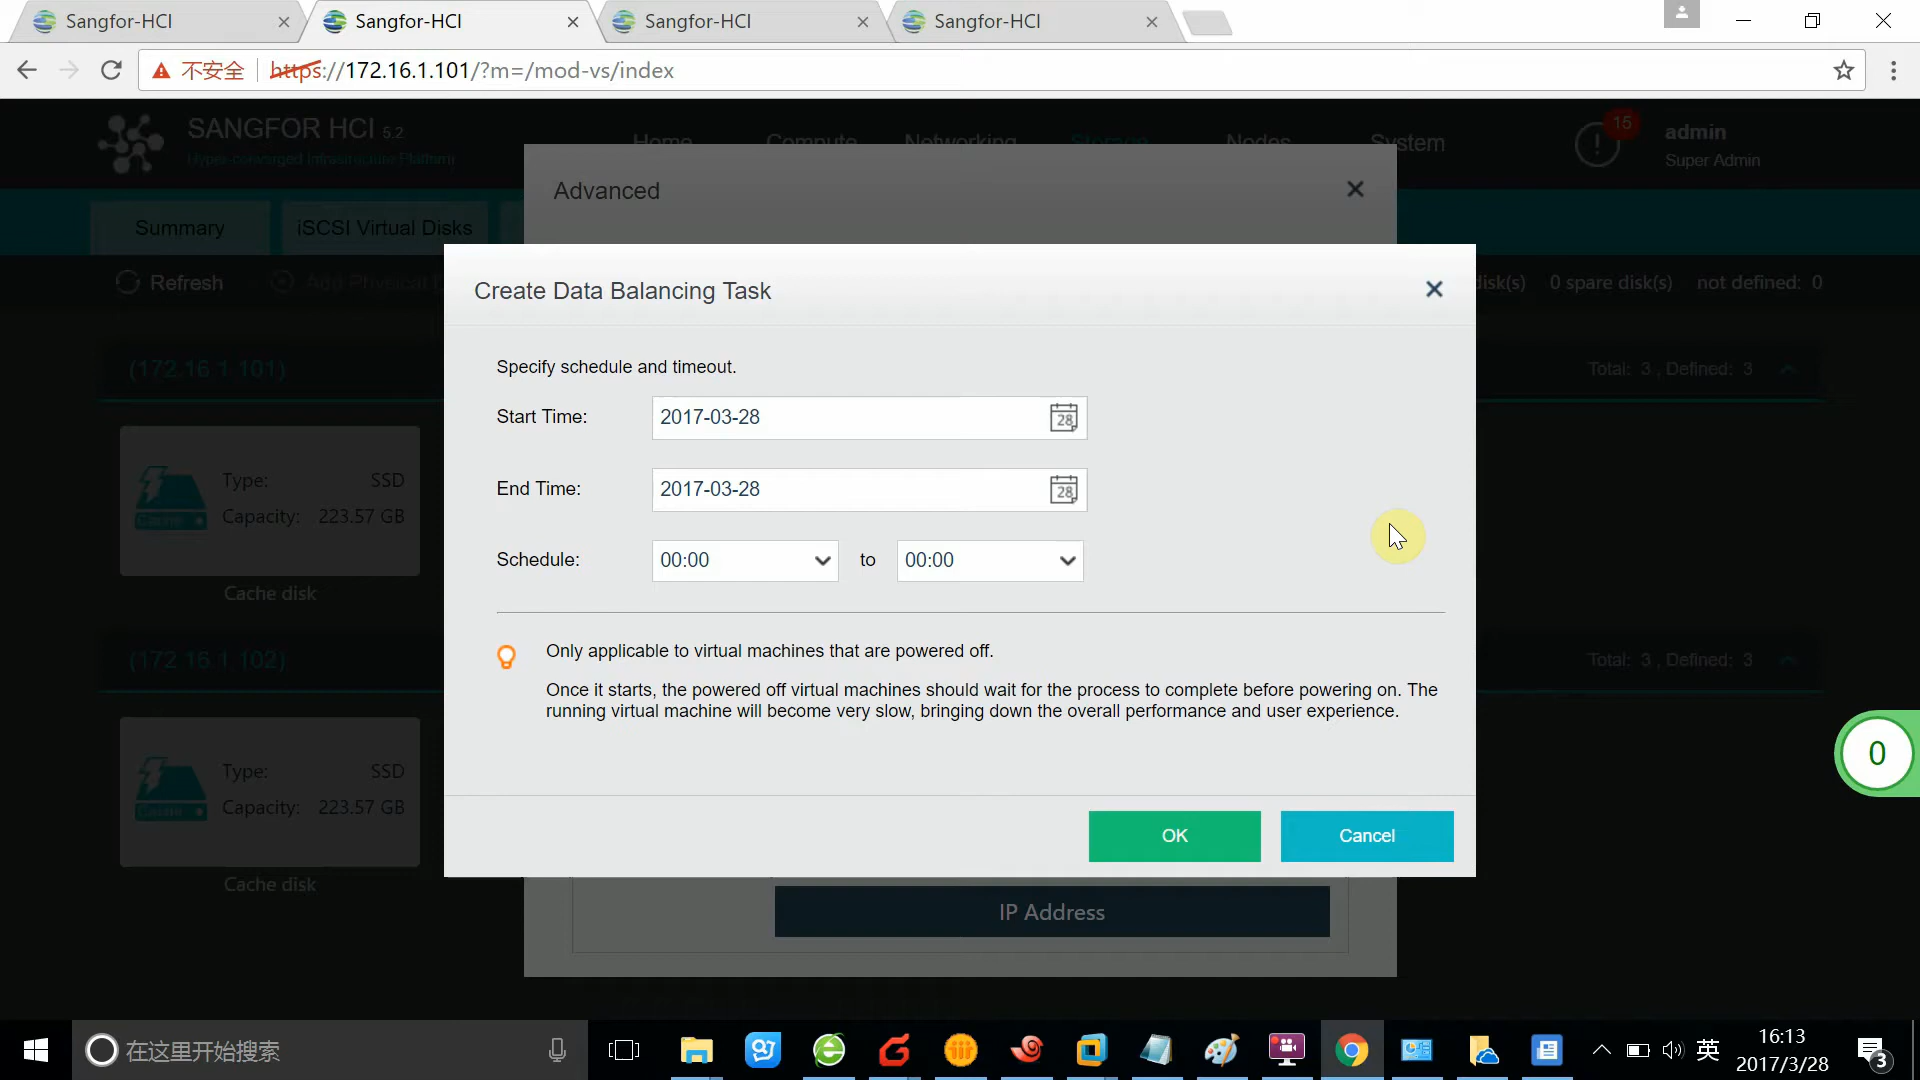 Sangfor-HCI
Sangfor-HCI
Sangfor-HCI
Sangfor-HCI
不安全 https://172.16.1.101/?m=/mod-vs/index
SANGFOR HCI 5.2
Hyper-converged Infrastructure Platform
Home Compute Networking Storage Nodes System
15
admin
Super Admin
Advanced
Summary
iSCSI Virtual Disks
Refresh
Add Physical
disk(s) 0 spare disk(s) not defined: 0
Create Data Balancing Task
(172.16.1.101)
Total: 3 , Defined: 3
Specify schedule and timeout.
Start Time: 2017-03-28 28
End Time: 2017-03-28 28
Schedule: 00:00 to 00:00
Type: SSD
Capacity: 223.57 GB
Cache
Cache disk
(172.16.1.102)
Total: 3 , Defined: 3
Only applicable to virtual machines that are powered off.
Once it starts, the powered off virtual machines should wait for the process to complete before powering on. The
running virtual machine will become very slow, bringing down the overall performance and user experience.
Type: SSD
Capacity: 223.57 GB
Cache
Cache disk
0
OK
Cancel
IP Address
在这里开始搜索
英
16:13
2017/3/28
3